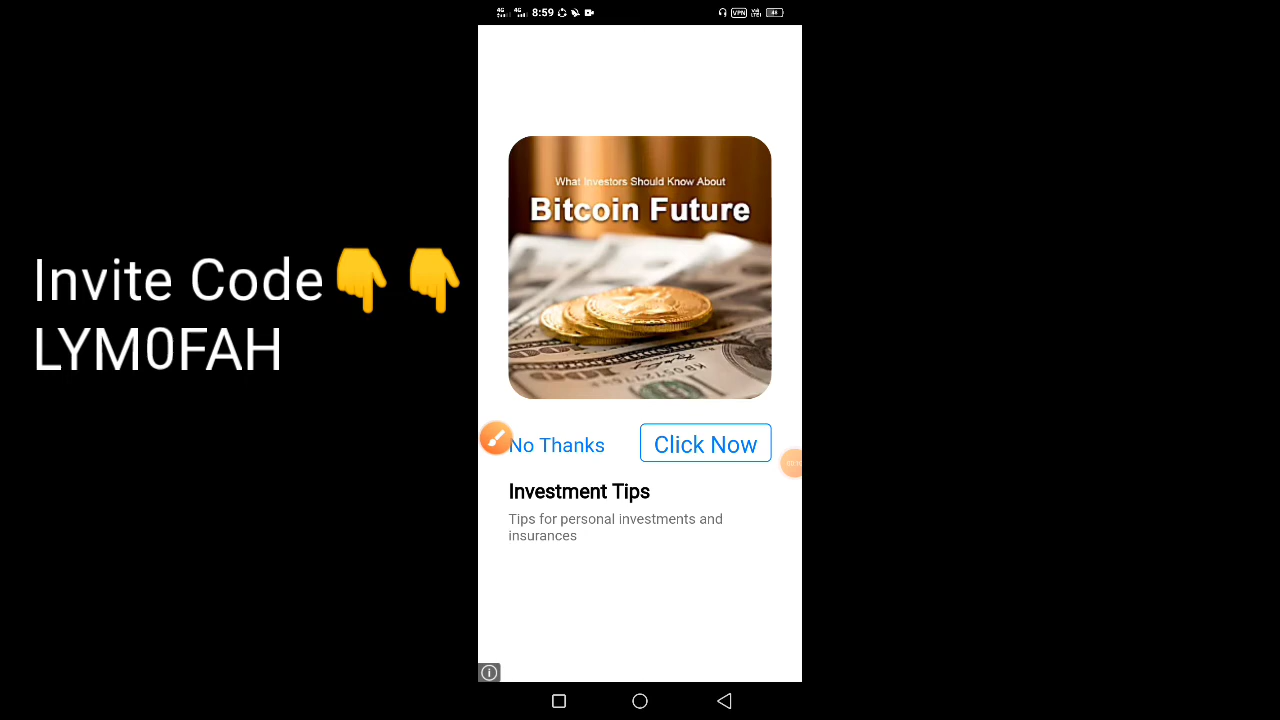 8:59
VPN
Invite Code👇 👇
LYM0FAH
What Investors Should Know About
Bitcoin Future
No Thanks
Click Now
Investment Tips
Tips for personal investments and
insurances